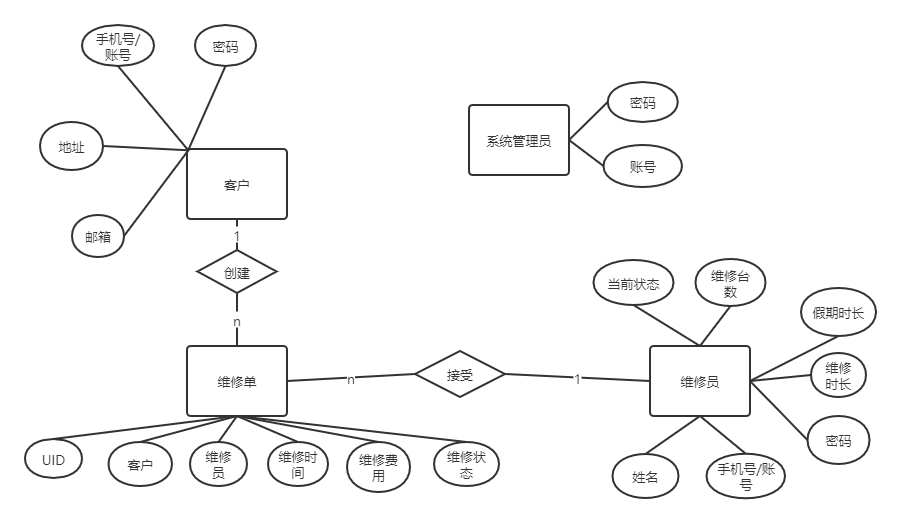 手机号/
账号
密码
地址
邮箱
客户
1
创建
n
系统管理员
密码
账号
维修单
n
接受
1
维修员
当前状态
维修台
数
假期时长
维修
时长
密码
姓名
手机号/账
号
UID
客户
维修
员
维修时
间
维修费
用
维修状
态